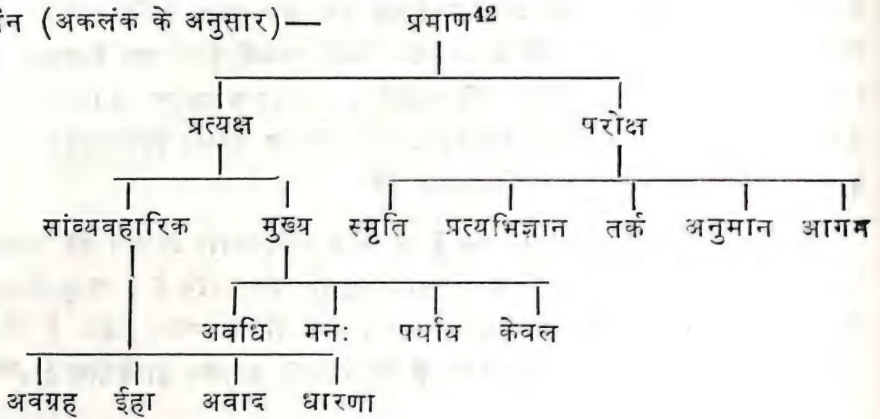 (अकलंक के अनुसार)— प्रमाण42
प्रत्यक्ष परोक्ष
सांव्यवहारिक मुख्य स्मृति प्रत्यभिज्ञान तर्क अनुमान आगम
अवधि मनः पर्याय केवल
अवग्रह ईहा अवाद धारणा